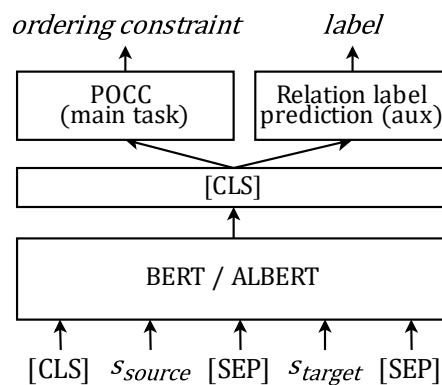 ordering constraint label
POCC
(main task)
Relation label
prediction (aux)
[CLS]
BERT / ALBERT
[CLS] s_source [SEP] s_target [SEP]